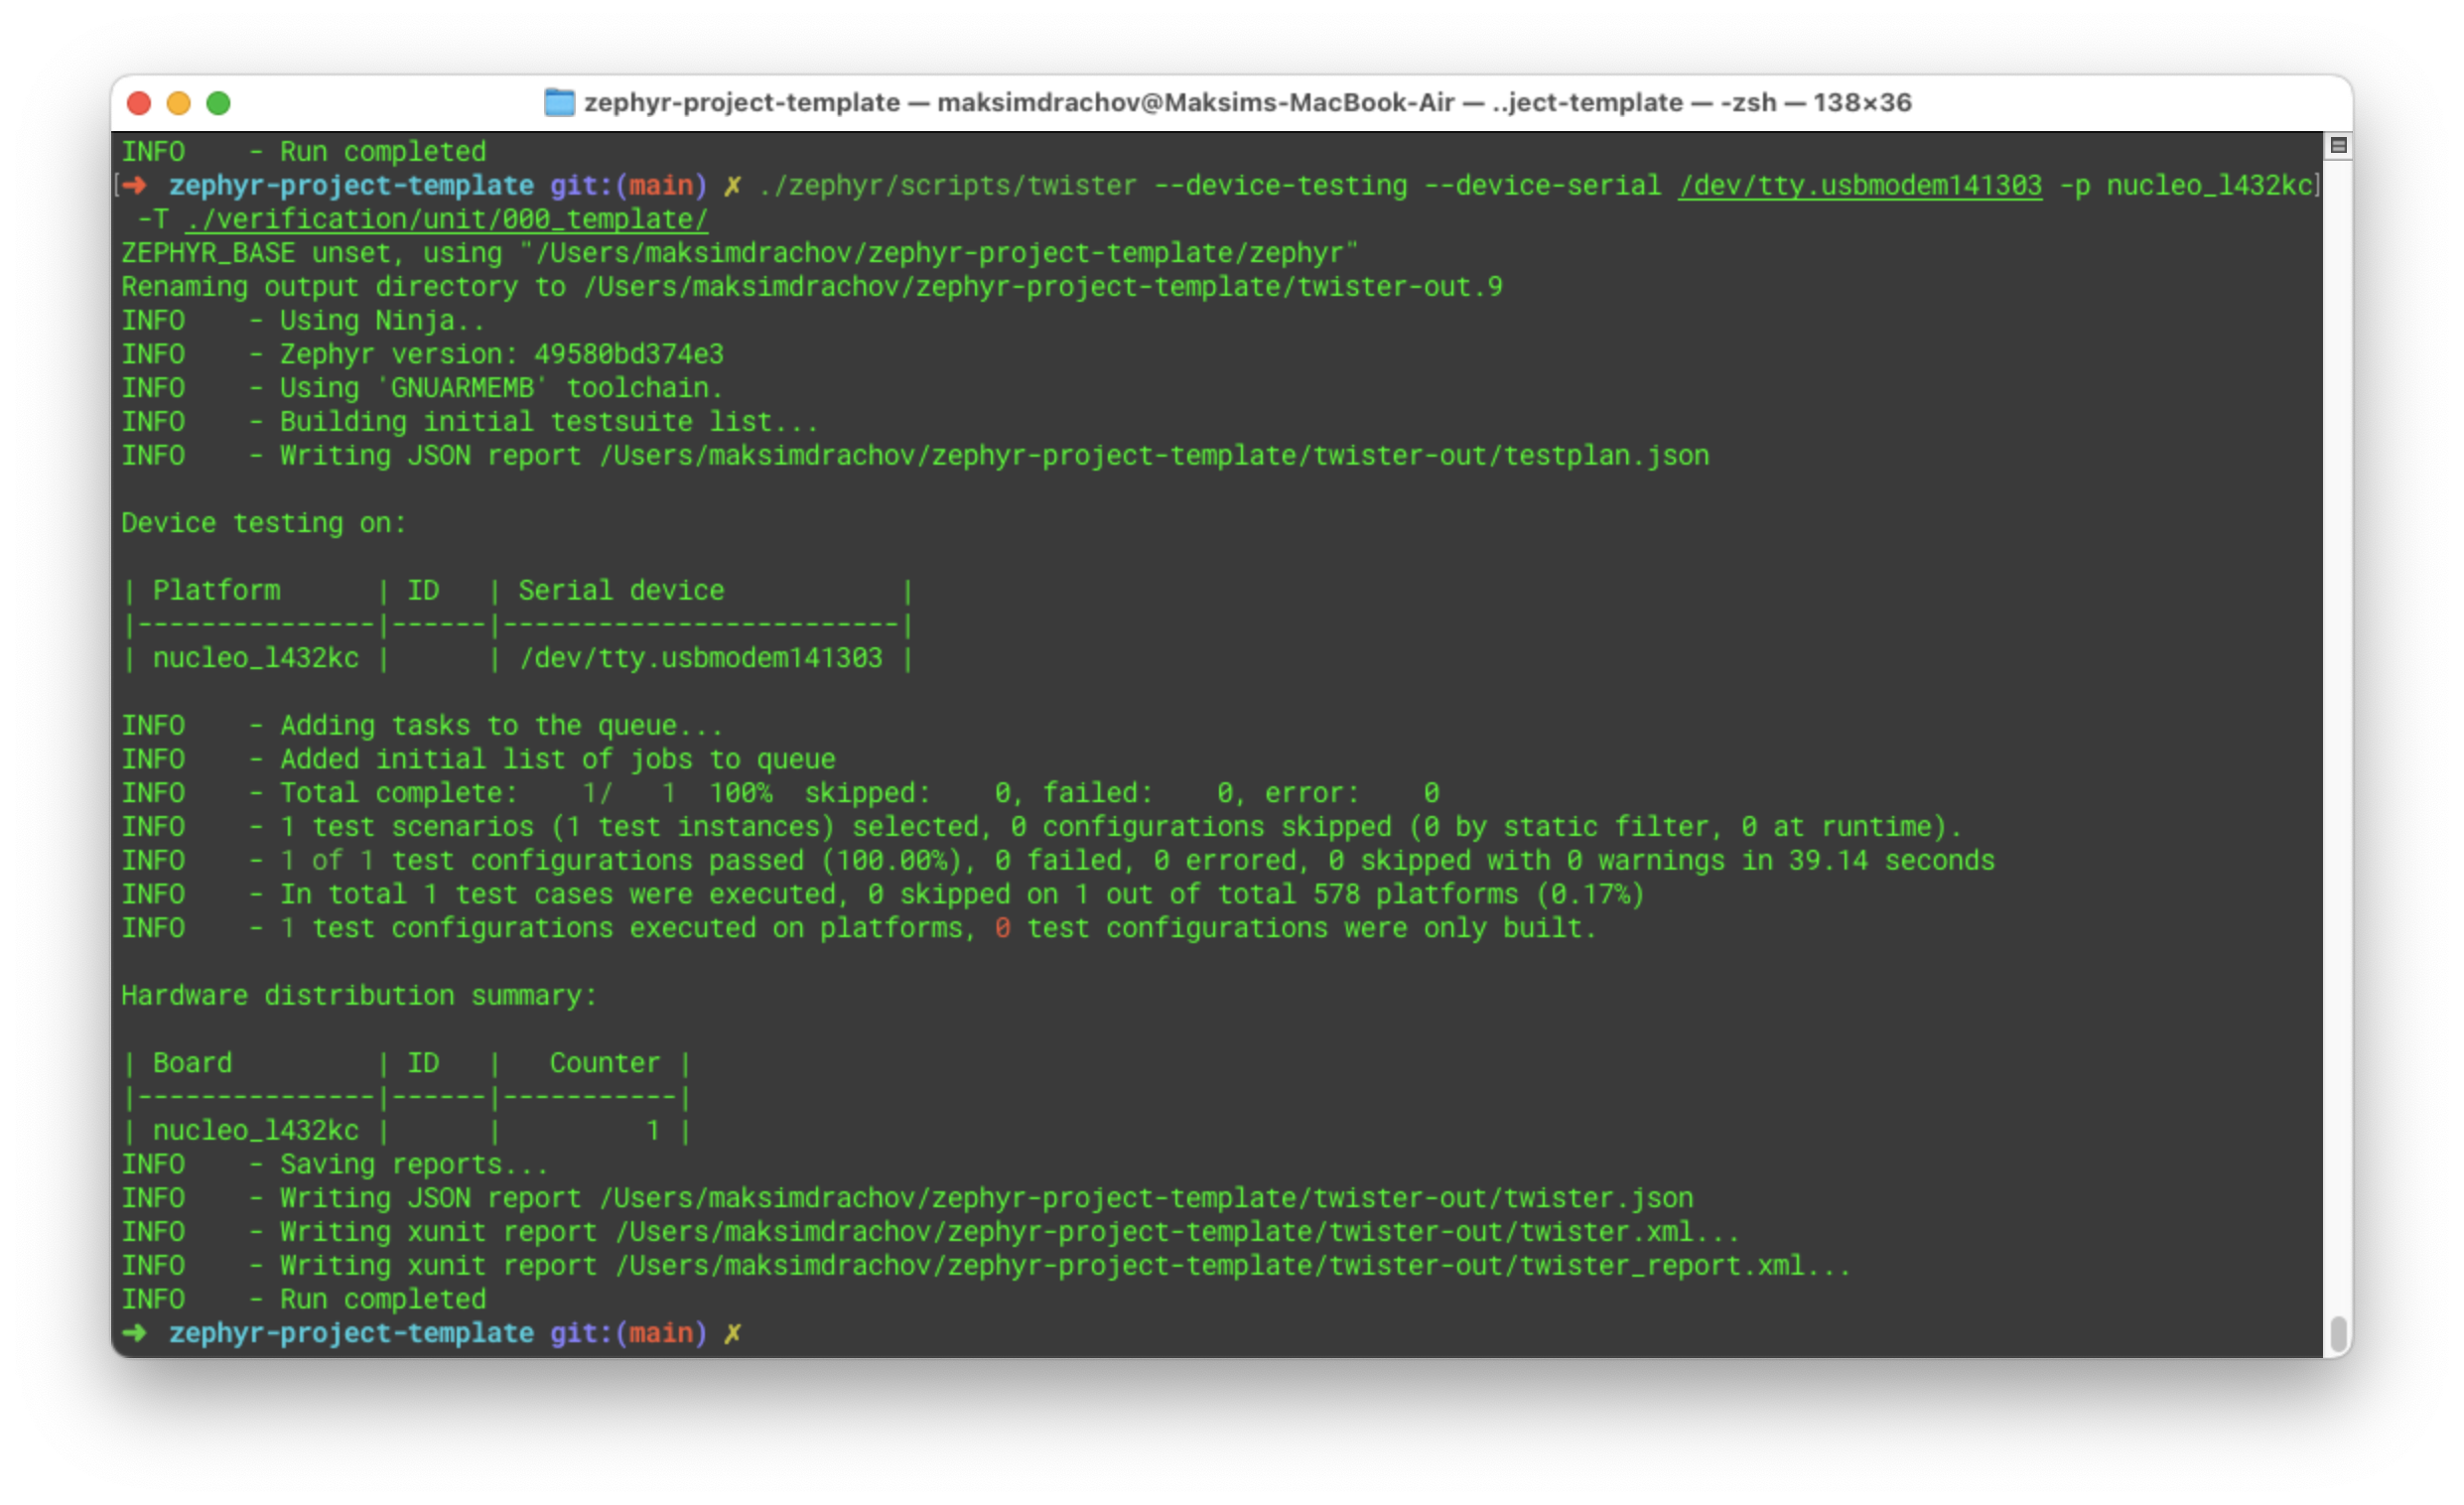 zephyr-project-template — maksimdrachov@Maksims-MacBook-Air — ..ject-template — -zsh — 138×36
INFO    - Run completed
[➜  zephyr-project-template git:(main) ✗ ./zephyr/scripts/twister --device-testing --device-serial /dev/tty.usbmodem141303 -p nucleo_l432kc]
 -T ./verification/unit/000_template/
ZEPHYR_BASE unset, using "/Users/maksimdrachov/zephyr-project-template/zephyr"
Renaming output directory to /Users/maksimdrachov/zephyr-project-template/twister-out.9
INFO    - Using Ninja..
INFO    - Zephyr version: 49580bd374e3
INFO    - Using 'GNUARMEMB' toolchain.
INFO    - Building initial testsuite list...
INFO    - Writing JSON report /Users/maksimdrachov/zephyr-project-template/twister-out/testplan.json
Device testing on:
| Platform      | ID   | Serial device           |
|---------------|------|-------------------------|
| nucleo_l432kc |      | /dev/tty.usbmodem141303 |
INFO    - Adding tasks to the queue...
INFO    - Added initial list of jobs to queue
INFO    - Total complete:    1/   1  100%  skipped:    0, failed:    0, error:    0
INFO    - 1 test scenarios (1 test instances) selected, 0 configurations skipped (0 by static filter, 0 at runtime).
INFO    - 1 of 1 test configurations passed (100.00%), 0 failed, 0 errored, 0 skipped with 0 warnings in 39.14 seconds
INFO    - In total 1 test cases were executed, 0 skipped on 1 out of total 578 platforms (0.17%)
INFO    - 1 test configurations executed on platforms, 0 test configurations were only built.
Hardware distribution summary:
| Board         | ID   |   Counter |
|---------------|------|-----------|
| nucleo_l432kc |      |         1 |
INFO    - Saving reports...
INFO    - Writing JSON report /Users/maksimdrachov/zephyr-project-template/twister-out/twister.json
INFO    - Writing xunit report /Users/maksimdrachov/zephyr-project-template/twister-out/twister.xml...
INFO    - Writing xunit report /Users/maksimdrachov/zephyr-project-template/twister-out/twister_report.xml...
INFO    - Run completed
➜  zephyr-project-template git:(main) ✗